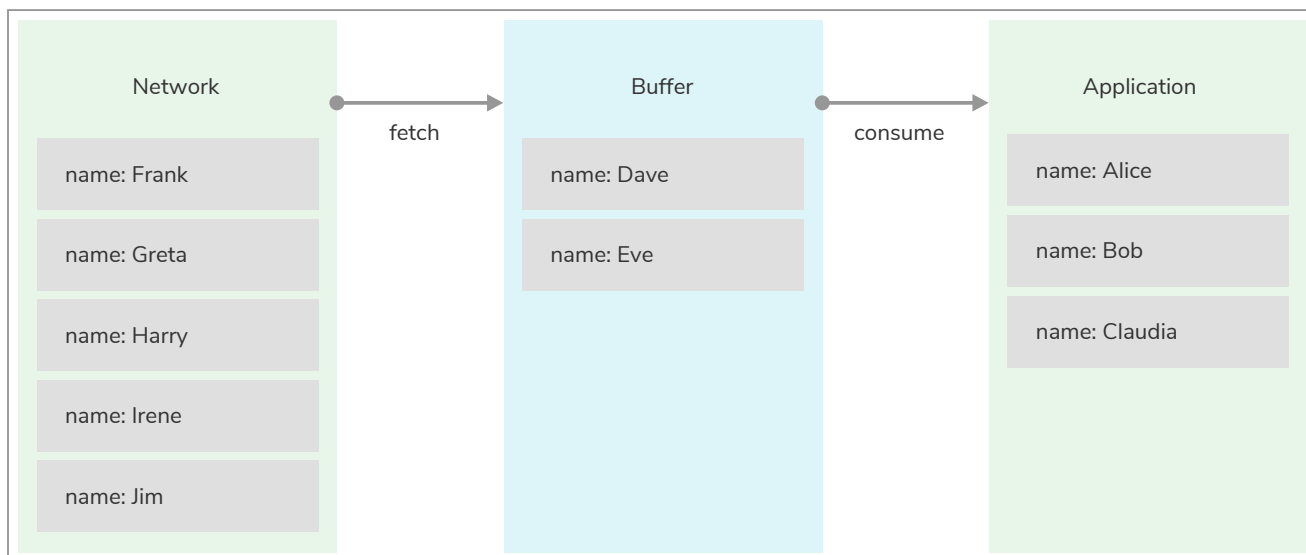 Network
fetch
Buffer
consume
Application
name: Frank
name: Greta
name: Harry
name: Irene
name: Jim
name: Dave
name: Eve
name: Alice
name: Bob
name: Claudia